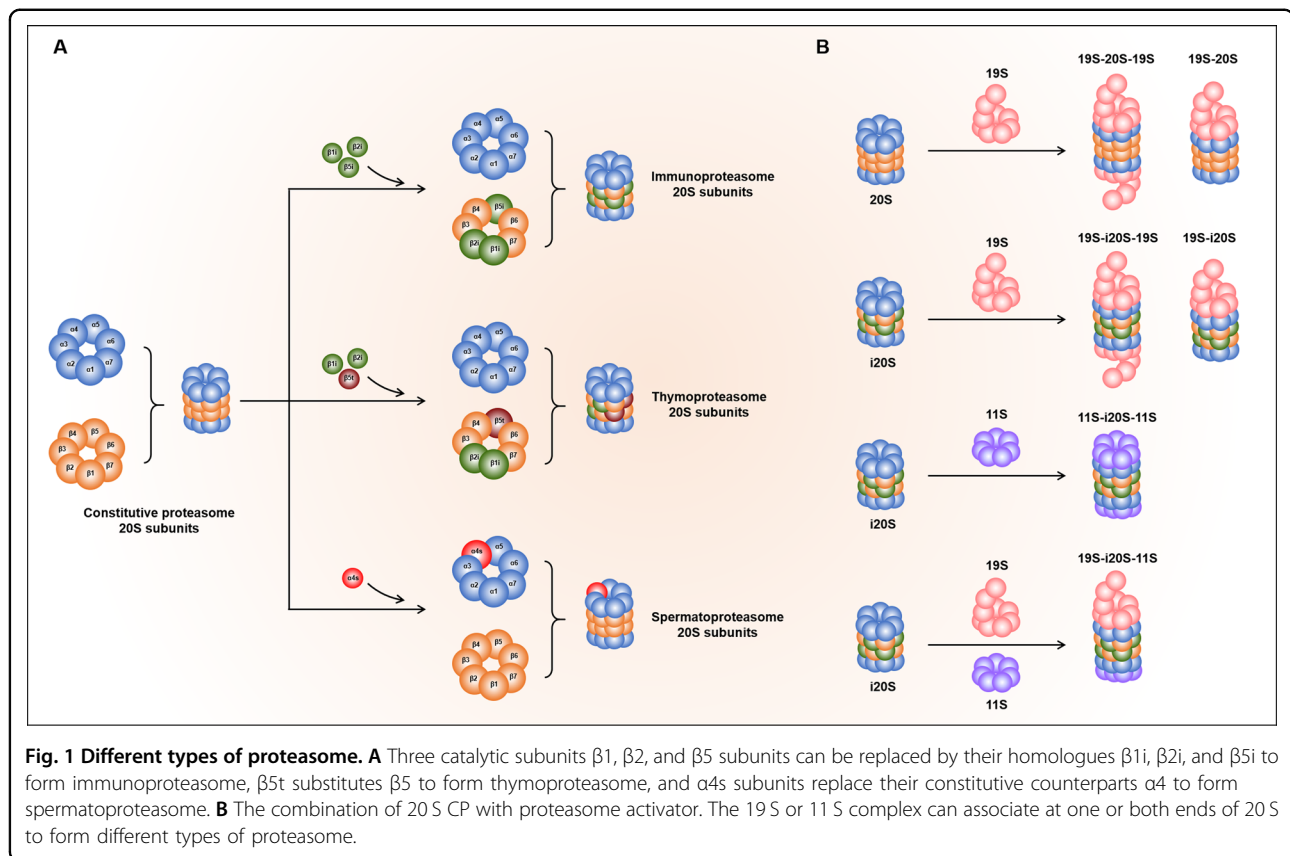 A
α4 α5
α3 α6
α2 α1 α7
β1i β2i
β5i
β4 β5i
β3 β6
β2i β1i β7
Immunoproteasome
20S subunits
α4 α5
α3 α6
α2 α1 α7
β4 β5
β3 β6
β2 β1 β7
Constitutive proteasome
20S subunits
β1i β2i
β5t
α4 α5
α3 α6
α2 α1 α7
β4 β5t
β3 β6
β2i β1i β7
Thymoproteasome
20S subunits
α4s
α4s α5
α3 α6
α2 α1 α7
β4 β5
β3 β6
β2 β1 β7
Spermatoproteasome
20S subunits
B
20S
19S
19S-20S-19S 19S-20S
i20S
19S
19S-i20S-19S 19S-i20S
i20S
11S
11S-i20S-11S
i20S
19S
11S
19S-i20S-11S
Fig. 1 Different types of proteasome. A Three catalytic subunits β1, β2, and β5 subunits can be replaced by their homologues β1i, β2i, and β5i to
form immunoproteasome, β5t substitutes β5 to form thymoproteasome, and α4s subunits replace their constitutive counterparts α4 to form
spermatoproteasome. B The combination of 20 S CP with proteasome activator. The 19 S or 11 S complex can associate at one or both ends of 20 S
to form different types of proteasome.